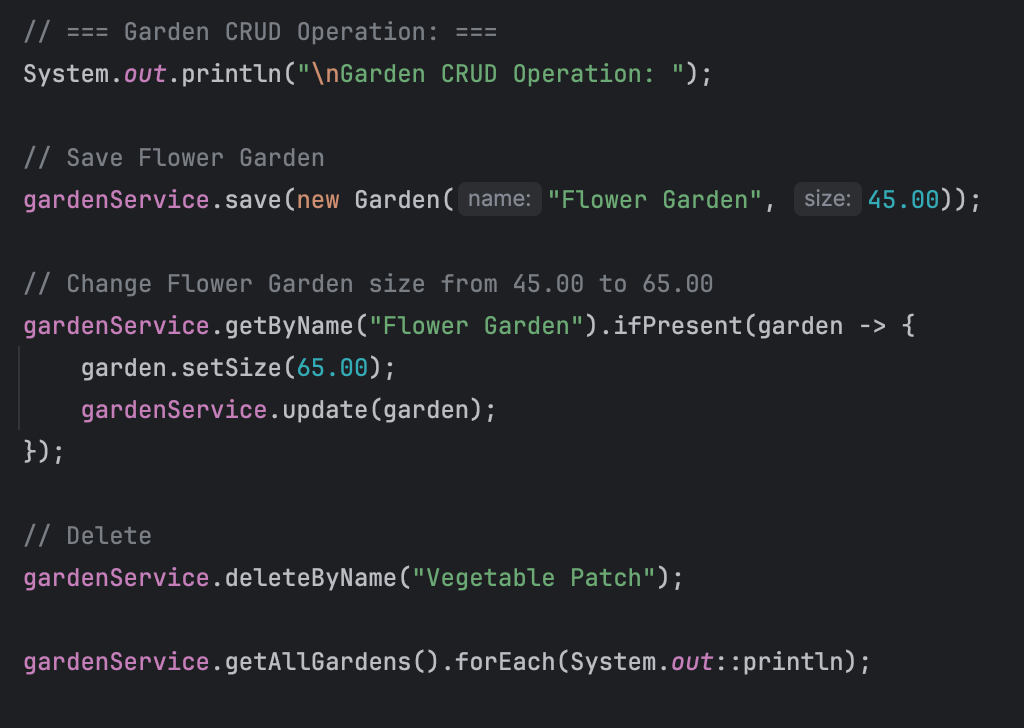 // === Garden CRUD Operation: ===
System.out.println("\nGarden CRUD Operation: ");
// Save Flower Garden
gardenService.save(new Garden( name: "Flower Garden", size: 45.00));
// Change Flower Garden size from 45.00 to 65.00
gardenService.getByName("Flower Garden").ifPresent(garden -> {
    garden.setSize(65.00);
    gardenService.update(garden);
});
// Delete
gardenService.deleteByName("Vegetable Patch");
gardenService.getAllGardens().forEach(System.out::println);